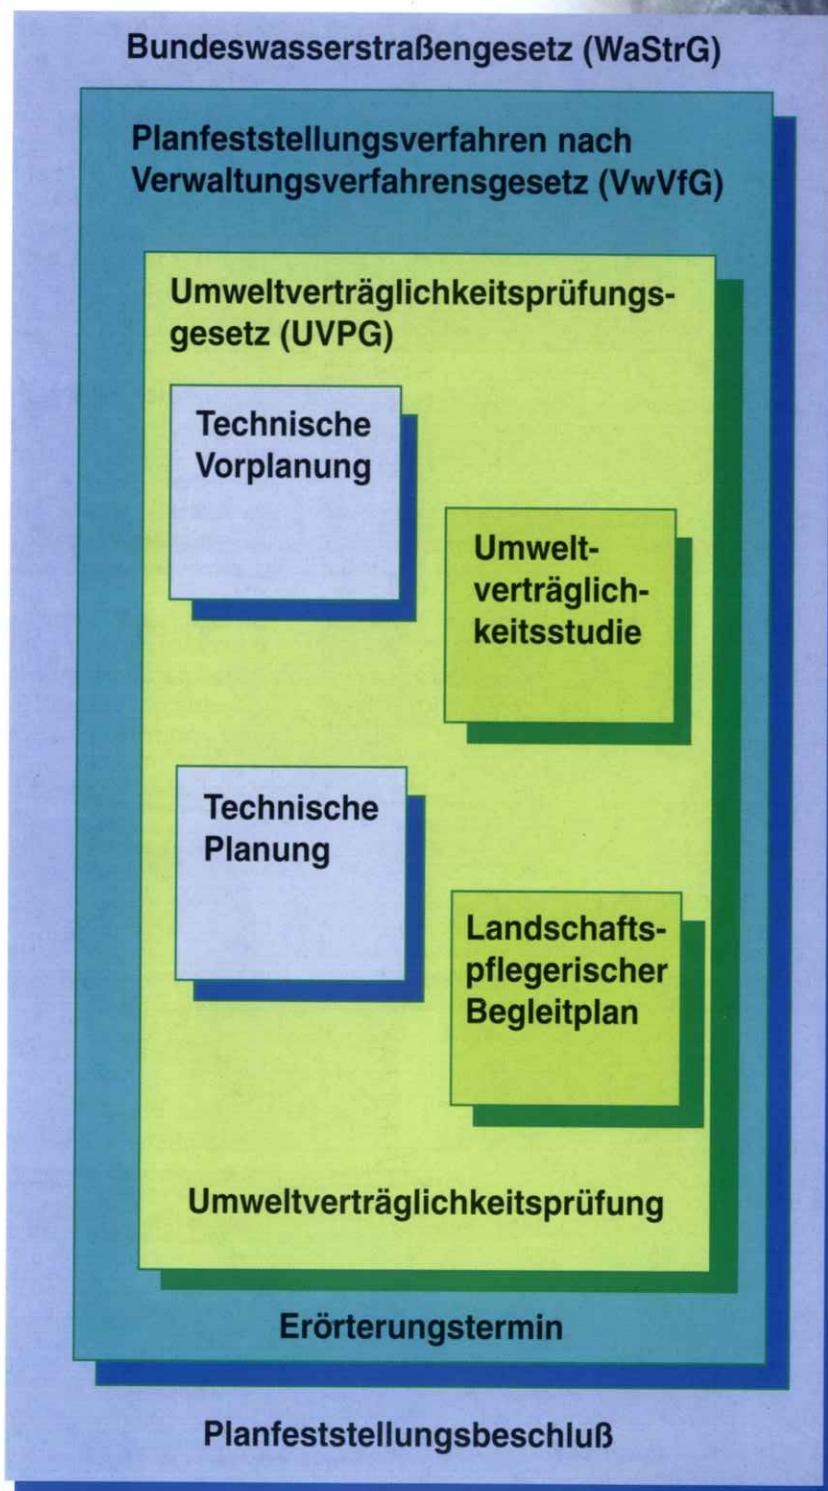 Bundeswasserstraßengesetz (WaStrG)
Planfeststellungsverfahren nach
Verwaltungsverfahrensgesetz (VwVfG)
Umweltverträglichkeitsprüfungs-
gesetz (UVPG)
Technische
Vorplanung
Umwelt-
verträglich-
keitsstudie
Technische
Planung
Landschafts-
pflegerischer
Begleitplan
Umweltverträglichkeitsprüfung
Erörterungstermin
Planfeststellungsbeschluß